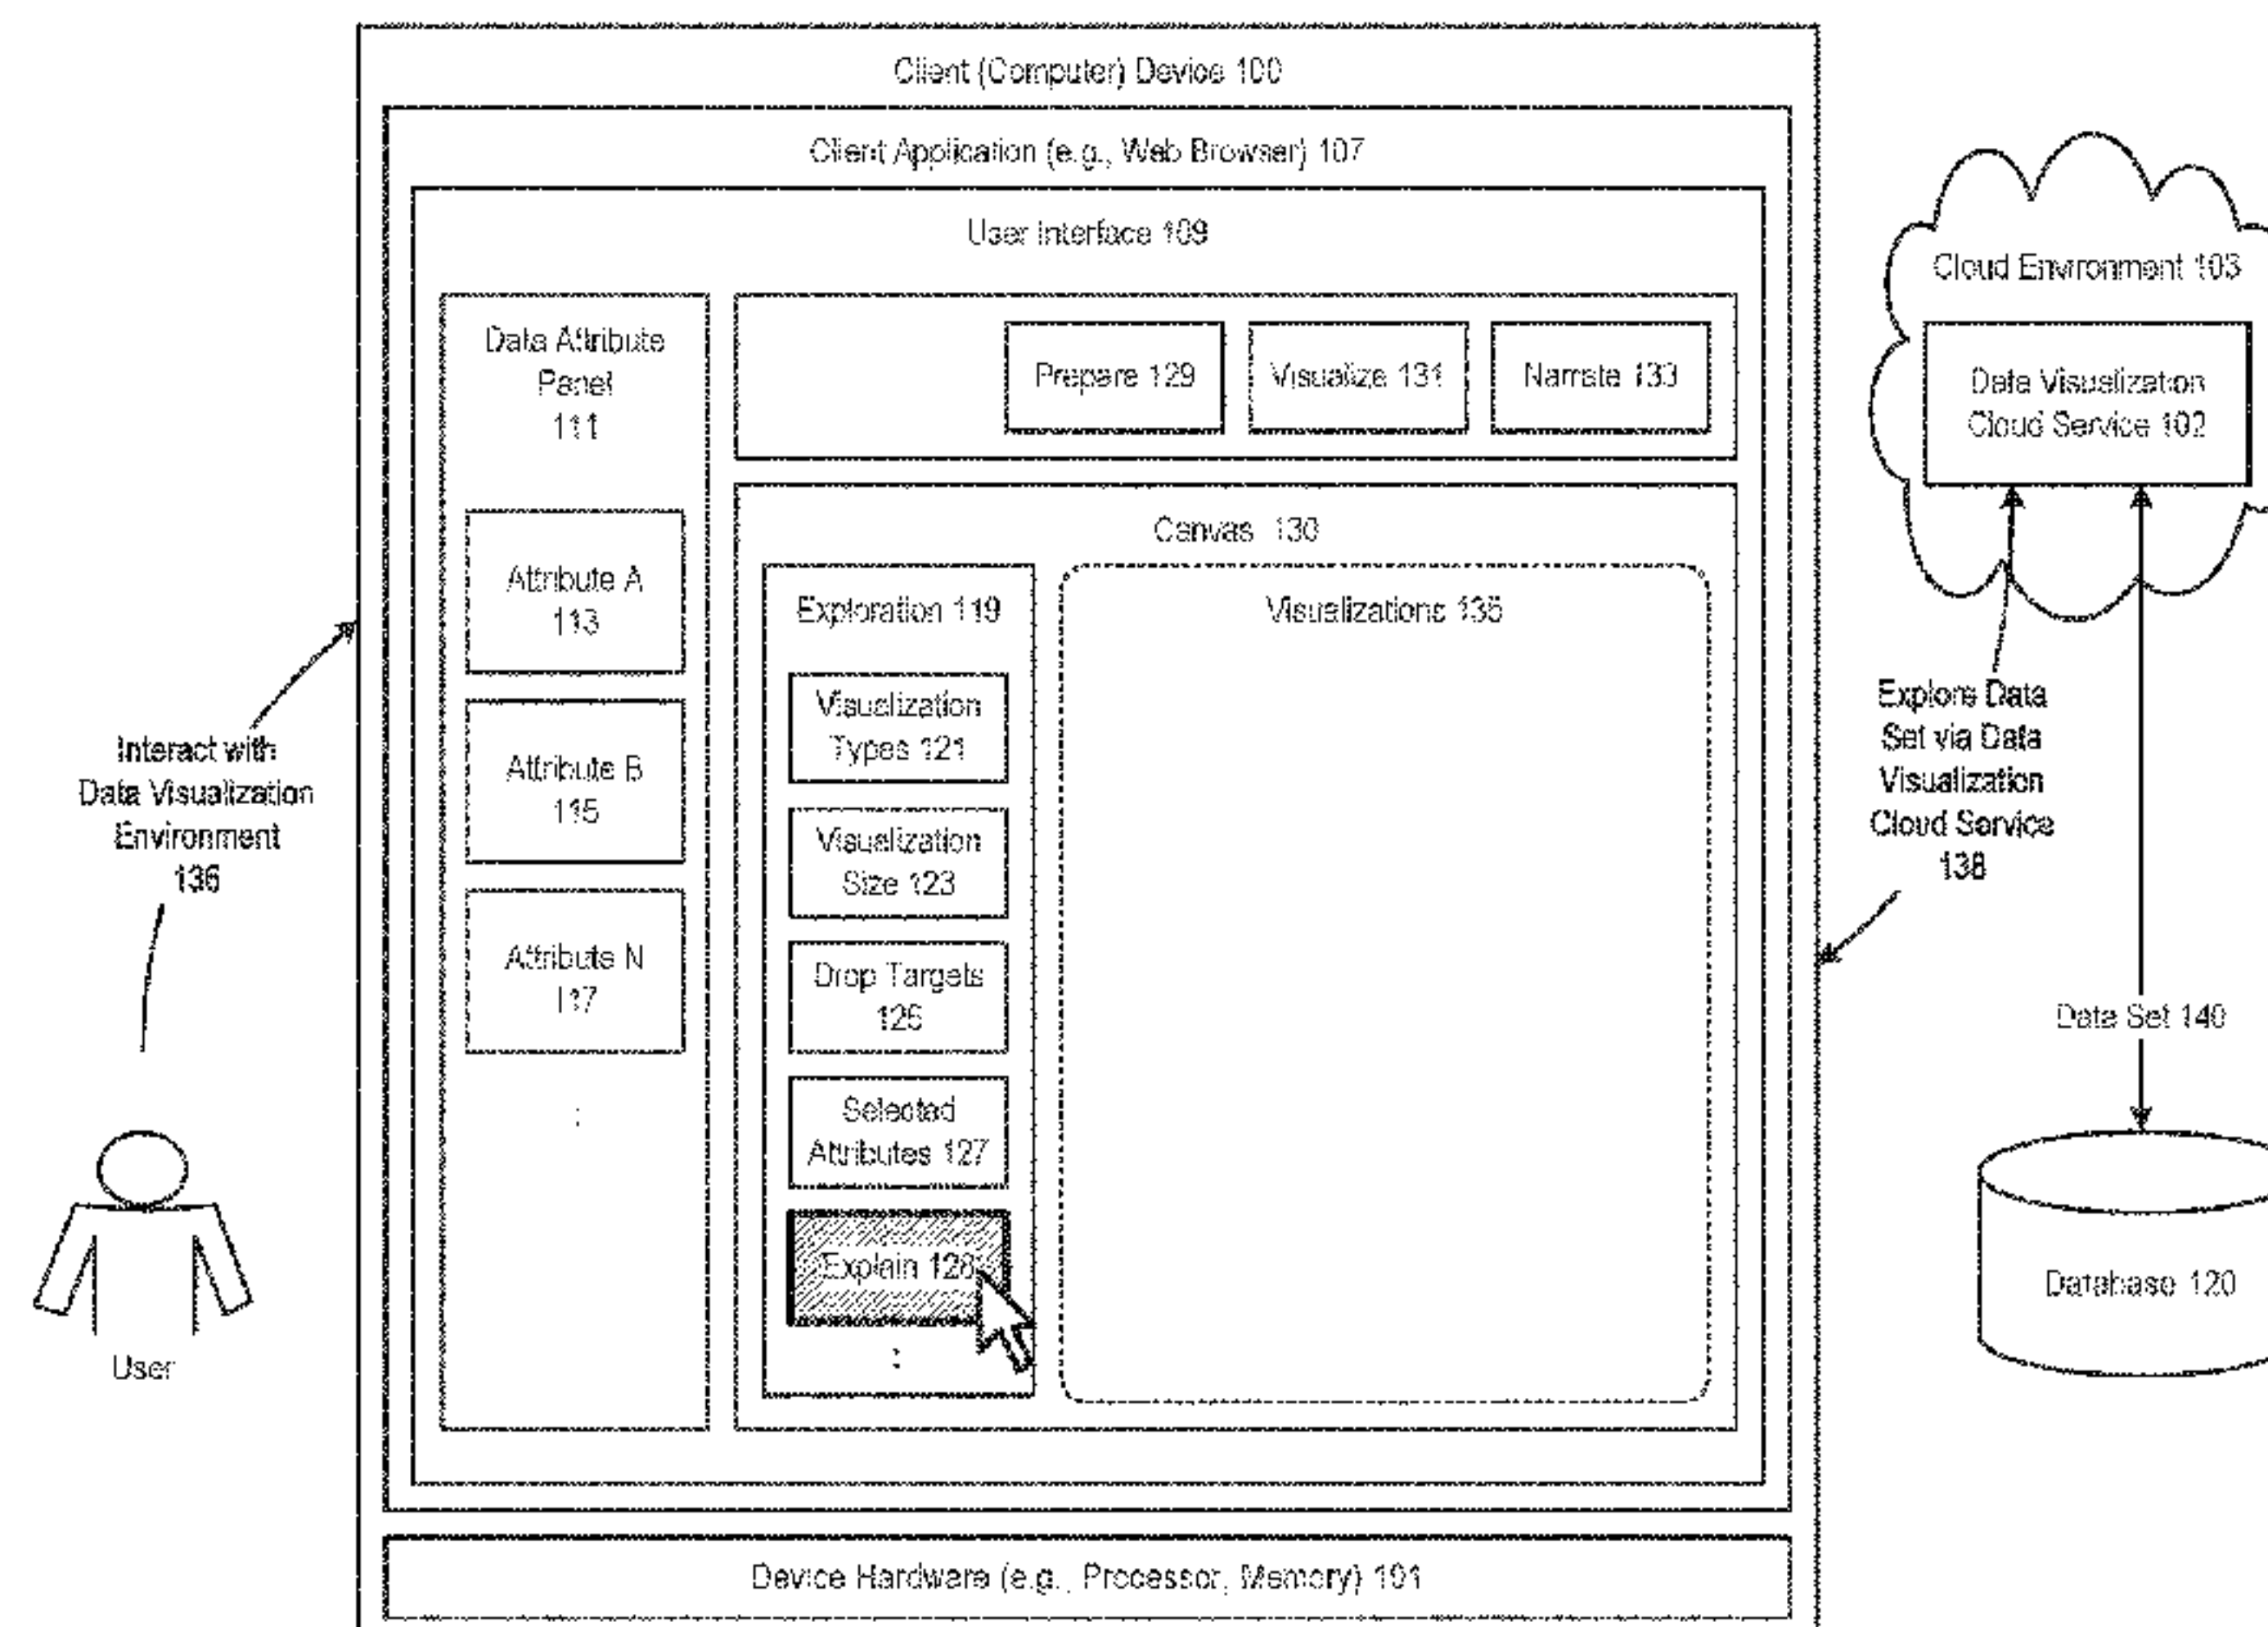 Client (Computer) Device 100
Client Application (e.g., Web Browser) 107
User Interface 109
Data Attribute
Panel
111
Attribute A
113
Attribute B
115
Attribute N
117
:
Prepare 129
Visualize 131
Narrate 133
Canvas 130
Exploration 119
Visualization
Types 121
Visualization
Size 123
Drop Targets
125
Selected
Attributes 127
Explain 128
:
Visualizations 135
Device Hardware (e.g., Processor, Memory) 101
Interact with
Data Visualization
Environment
136
User
Cloud Environment 103
Data Visualization
Cloud Service 102
Explore Data
Set via Data
Visualization
Cloud Service
138
Data Set 140
Database 120